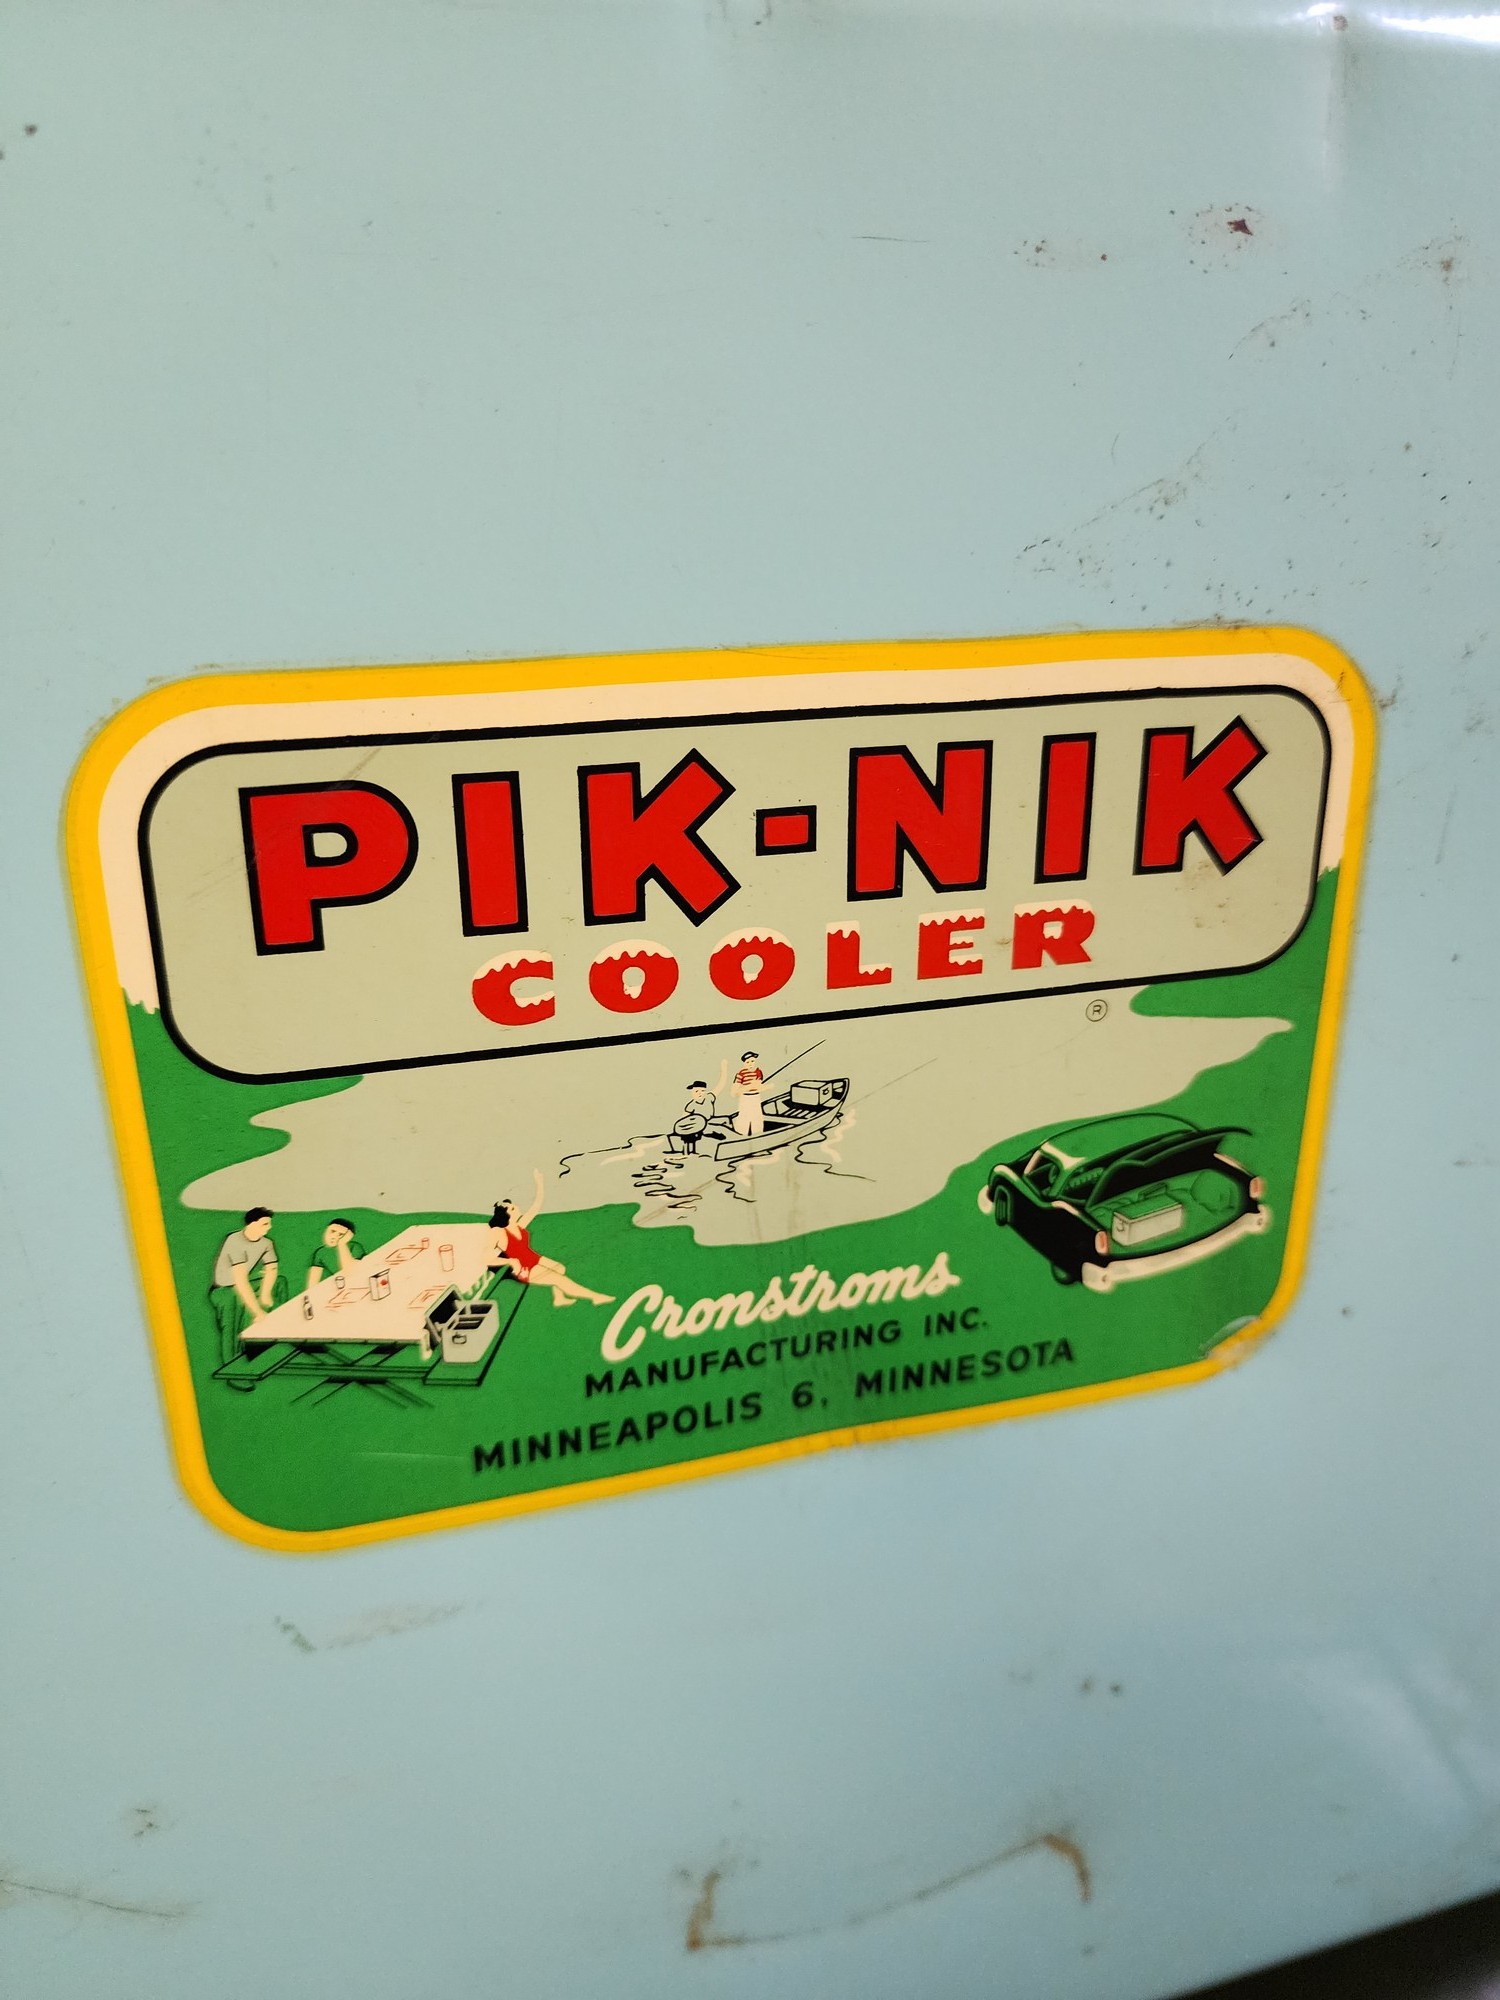 PIK-NIK
COOLER
®
Cronstroms
MANUFACTURING INC.
MINNEAPOLIS 6, MINNESOTA